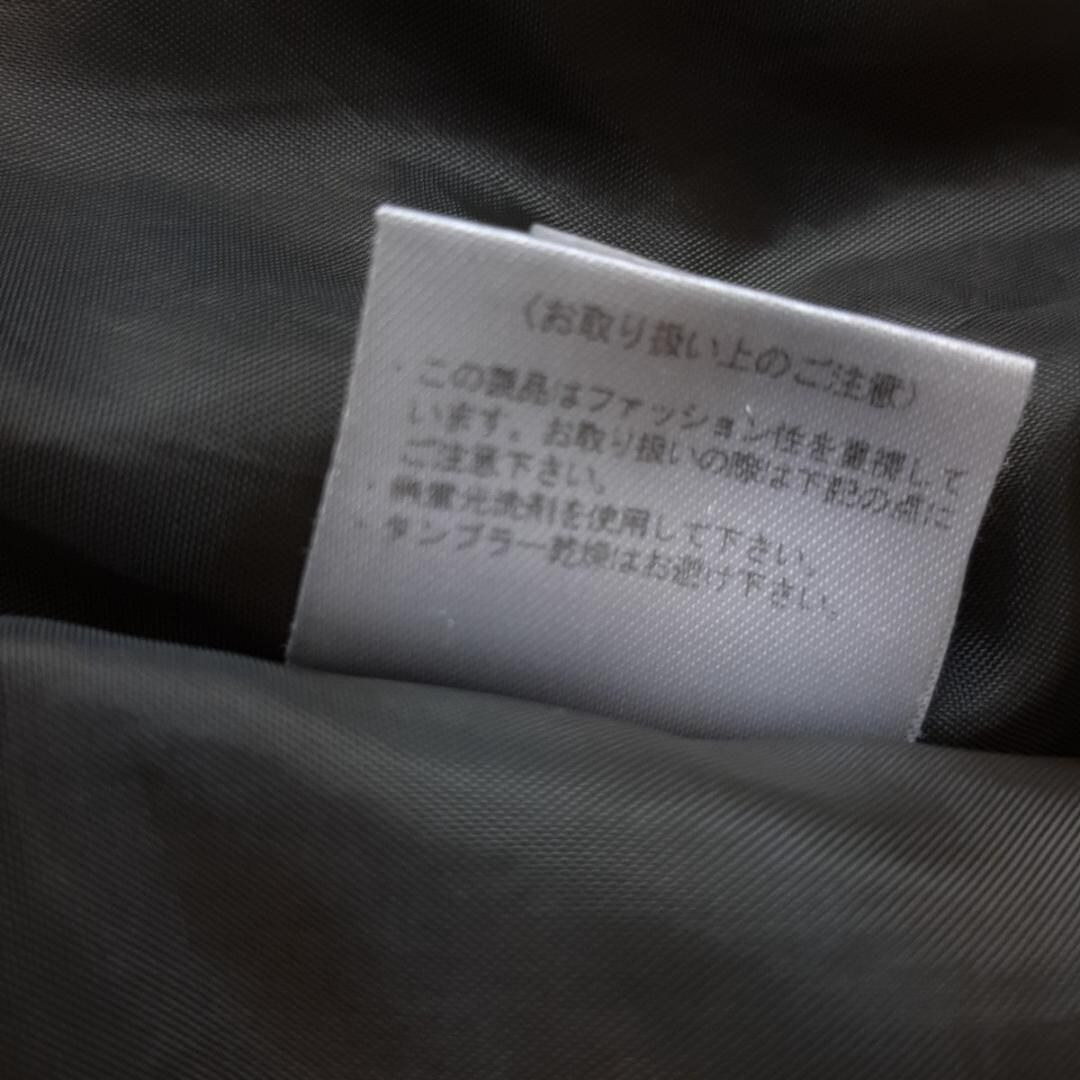 〈お取り扱い上のご注意〉
・この製品はファッション性を重視して
います。お取り扱いの際は下記の点に
ご注意下さい。
・無蛍光洗剤を使用して下さい。
・タンブラー乾燥はお避け下さい。